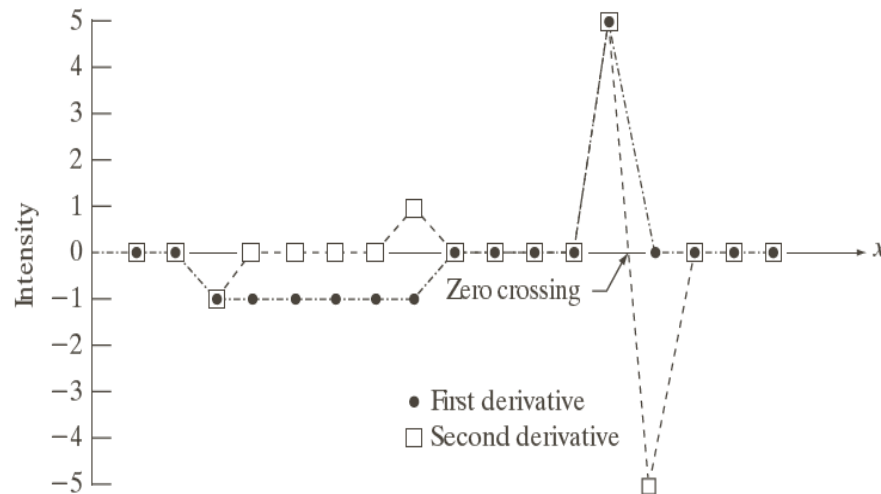 5
4
3
2
1
0
−1
−2
−3
−4
−5
Intensity
x
Zero crossing
First derivative
Second derivative